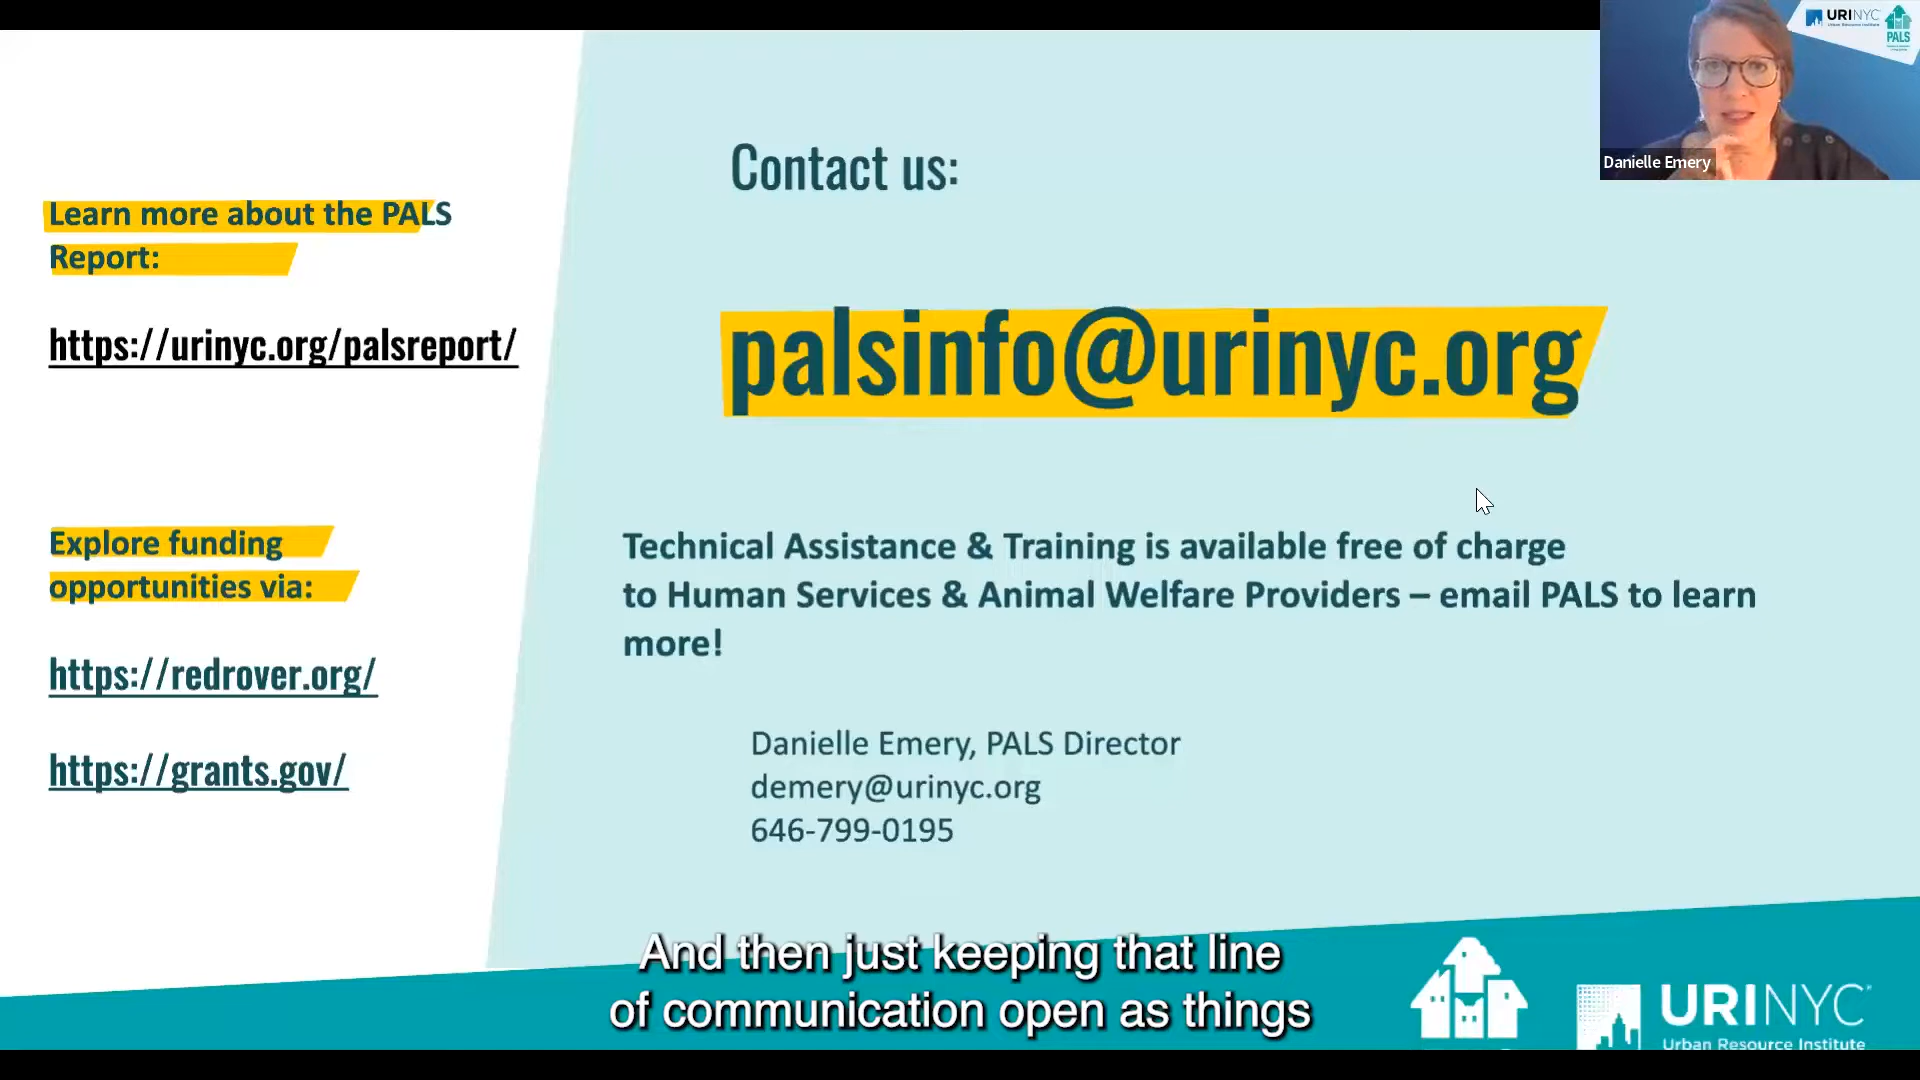 URINYC
Urban Resource Institute
PALS
Danielle Emery
Contact us:
Learn more about the PALS
Report:
https://urinyc.org/palsreport/
palsinfo@urinyc.org
Explore funding
opportunities via:
https://redrover.org/
https://grants.gov/
Technical Assistance & Training is available free of charge
to Human Services & Animal Welfare Providers – email PALS to learn
more!
Danielle Emery, PALS Director
demery@urinyc.org
646-799-0195
And then just keeping that line
of communication open as things
URINYC
Urban Resource Institute